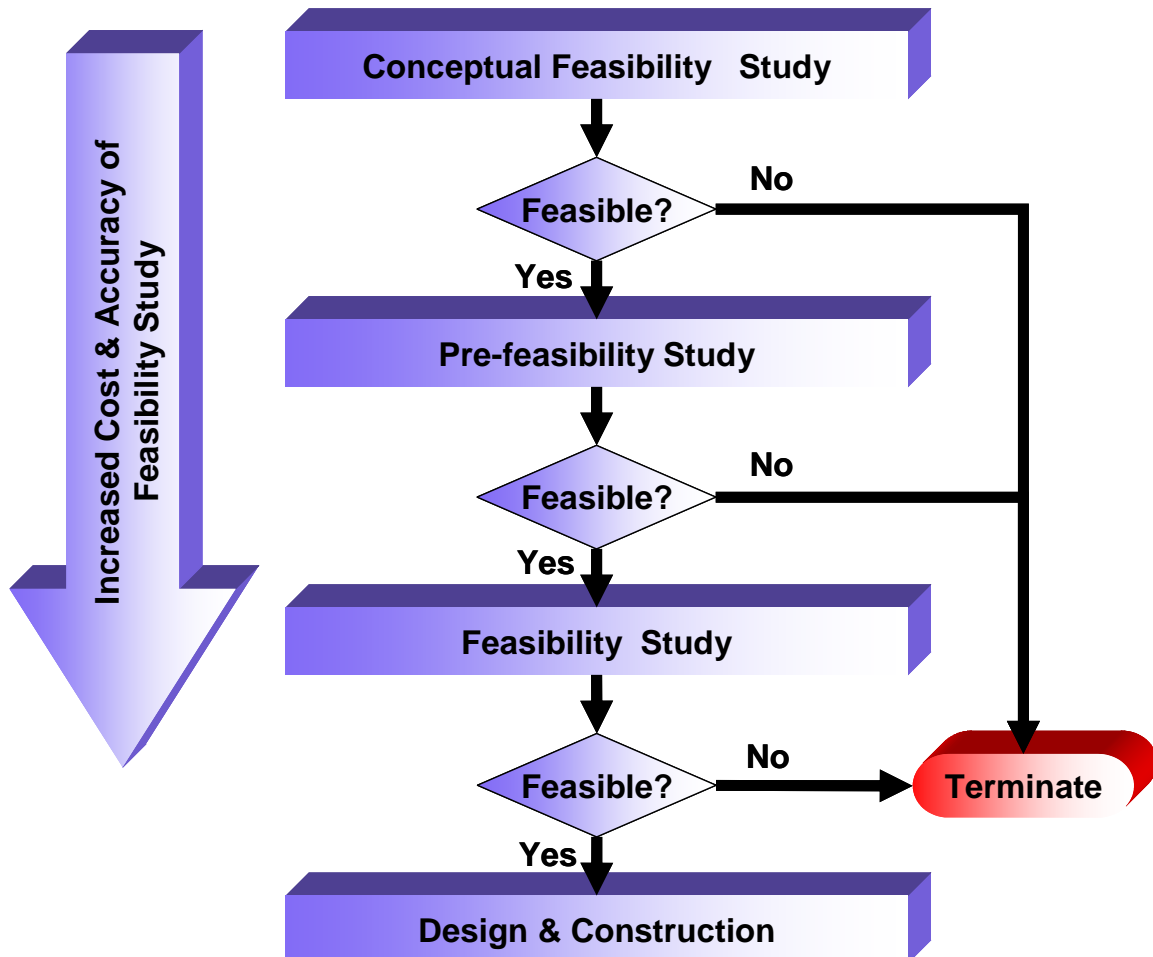 Increased Cost & Accuracy of
Feasibility Study
Conceptual Feasibility Study
Feasible?
No
Yes
Pre-feasibility Study
Feasible?
No
Yes
Feasibility Study
Feasible?
No
Terminate
Yes
Design & Construction